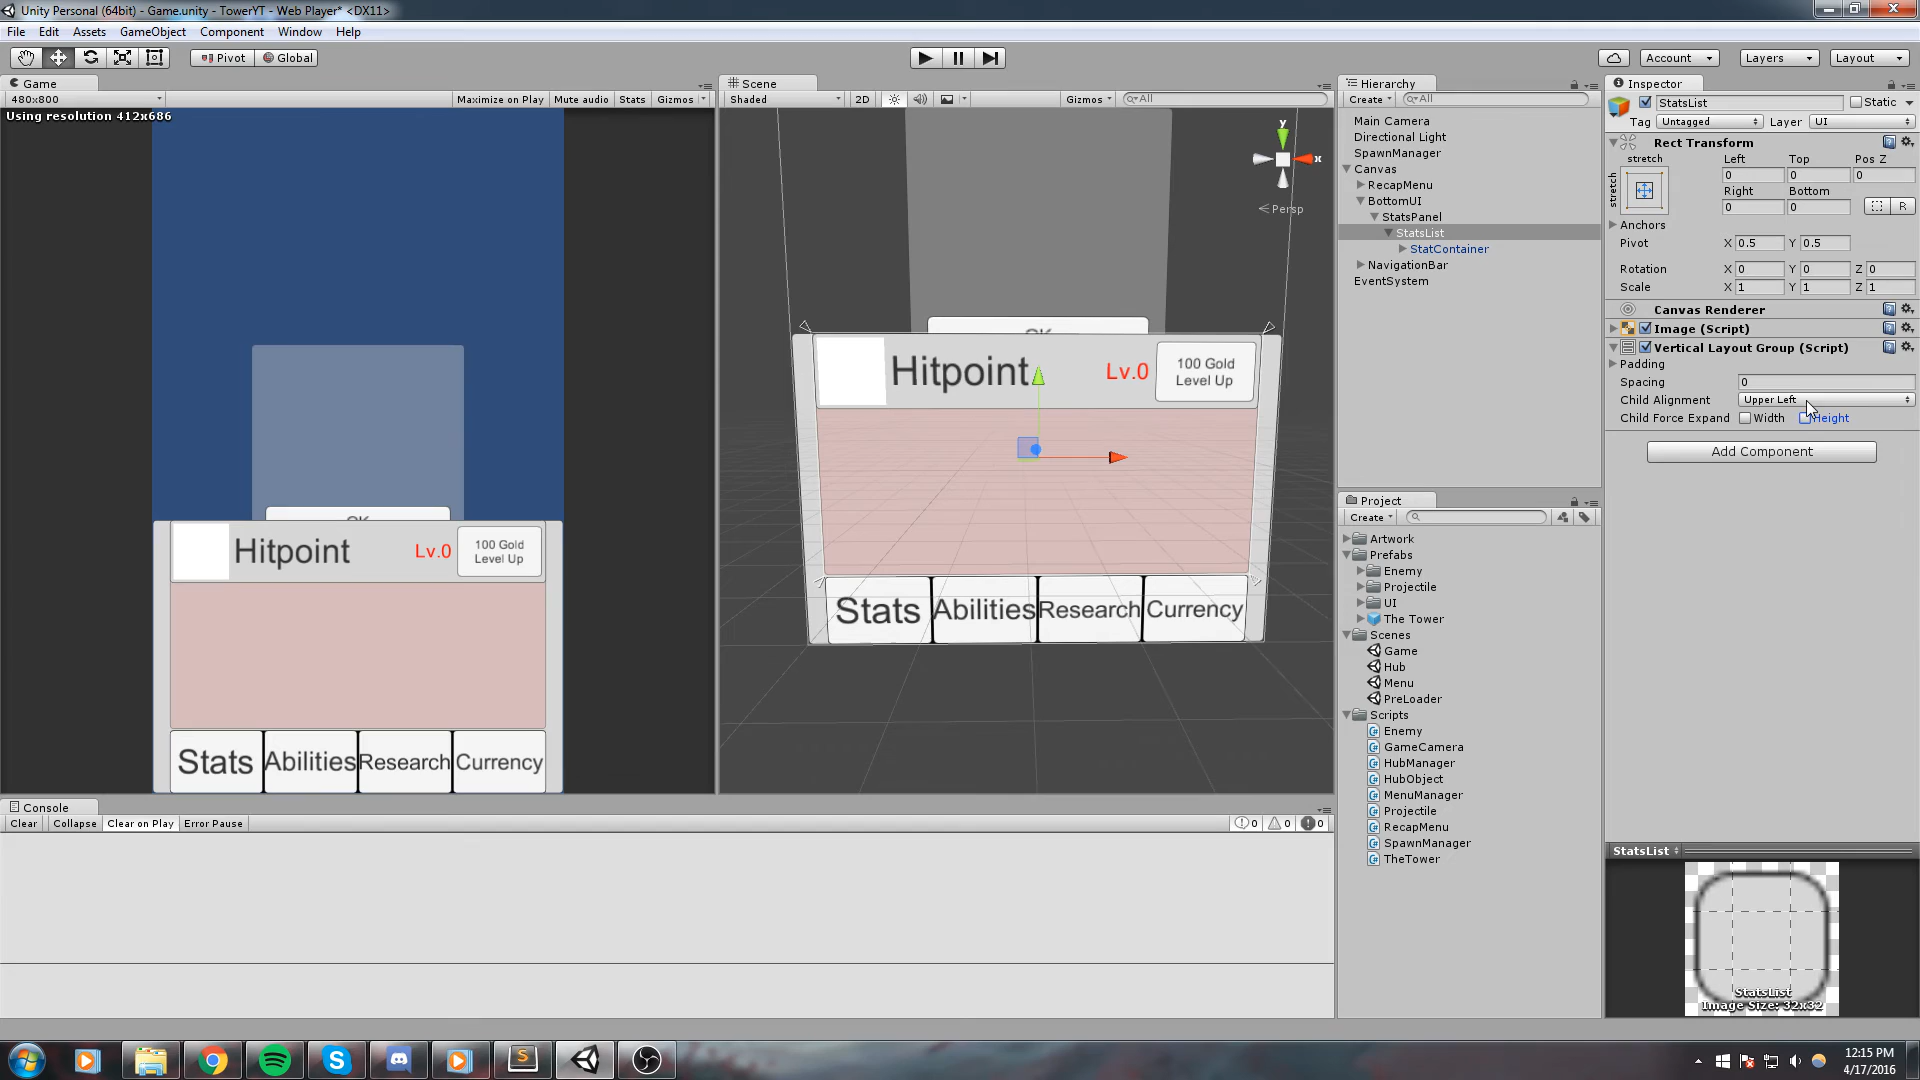 Unity Personal (64bit) - Game.unity - TowerYT - Web Player* <DX11>
File Edit Assets GameObject Component Window Help
Pivot Global Account Layers Layout
Game
480x800 Maximize on Play Mute audio Stats Gizmos
Using resolution 412x686
Hitpoint Lv.0 100 Gold
Level Up
Stats Abilities Research Currency
Scene
Shaded 2D Gizmos All
y
x
Persp
OK
Hitpoint Lv.0 100 Gold
Level Up
Stats Abilities Research Currency
Hierarchy
Create All
Main Camera
Directional Light
SpawnManager
Canvas
RecapMenu
BottomUI
StatsPanel
StatsList
StatContainer
NavigationBar
EventSystem
Project
Create
Artwork
Prefabs
Enemy
Projectile
UI
The Tower
Scenes
Game
Hub
Menu
PreLoader
Scripts
Enemy
GameCamera
HubManager
HubObject
MenuManager
Projectile
RecapMenu
SpawnManager
TheTower
Inspector
StatsList Static
Tag Untagged Layer UI
Rect Transform
stretch Left Top Pos Z
stretch 0 0 0
Right Bottom
0 0 R
Anchors
Pivot X 0.5 Y 0.5
Rotation X 0 Y 0 Z 0
Scale X 1 Y 1 Z 1
Canvas Renderer
Image (Script)
Vertical Layout Group (Script)
Padding
Spacing 0
Child Alignment Upper Left
Child Force Expand Width Height
Add Component
StatsList
StatsList
Image Size: 32x32
Console
Clear Collapse Clear on Play Error Pause 0 0 0
12:15 PM
4/17/2016